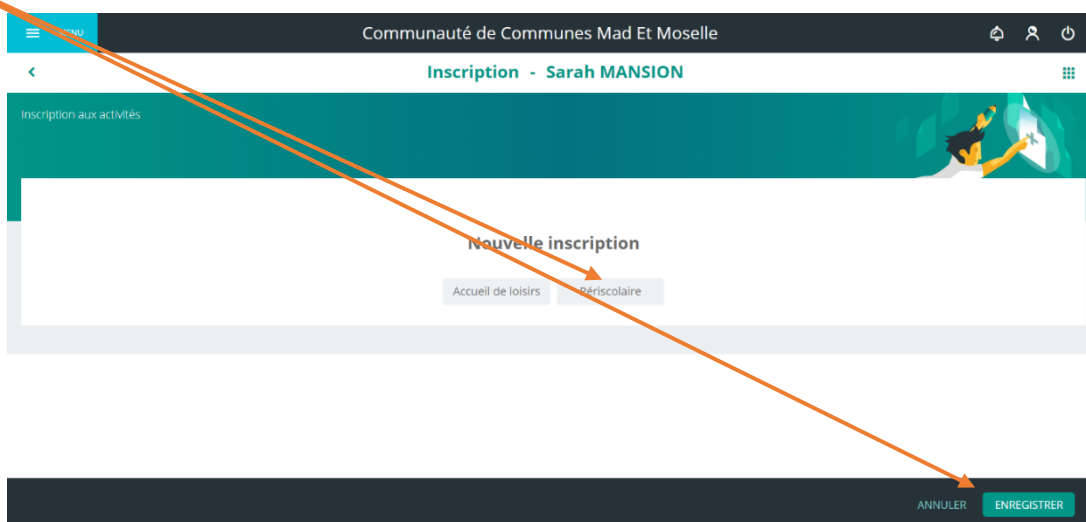 MENU
Communauté de Communes Mad Et Moselle
Inscription - Sarah MANSION
Inscription aux activités
Nouvelle inscription
Accueil de loisirs
Périscolaire
ANNULER
ENREGISTRER